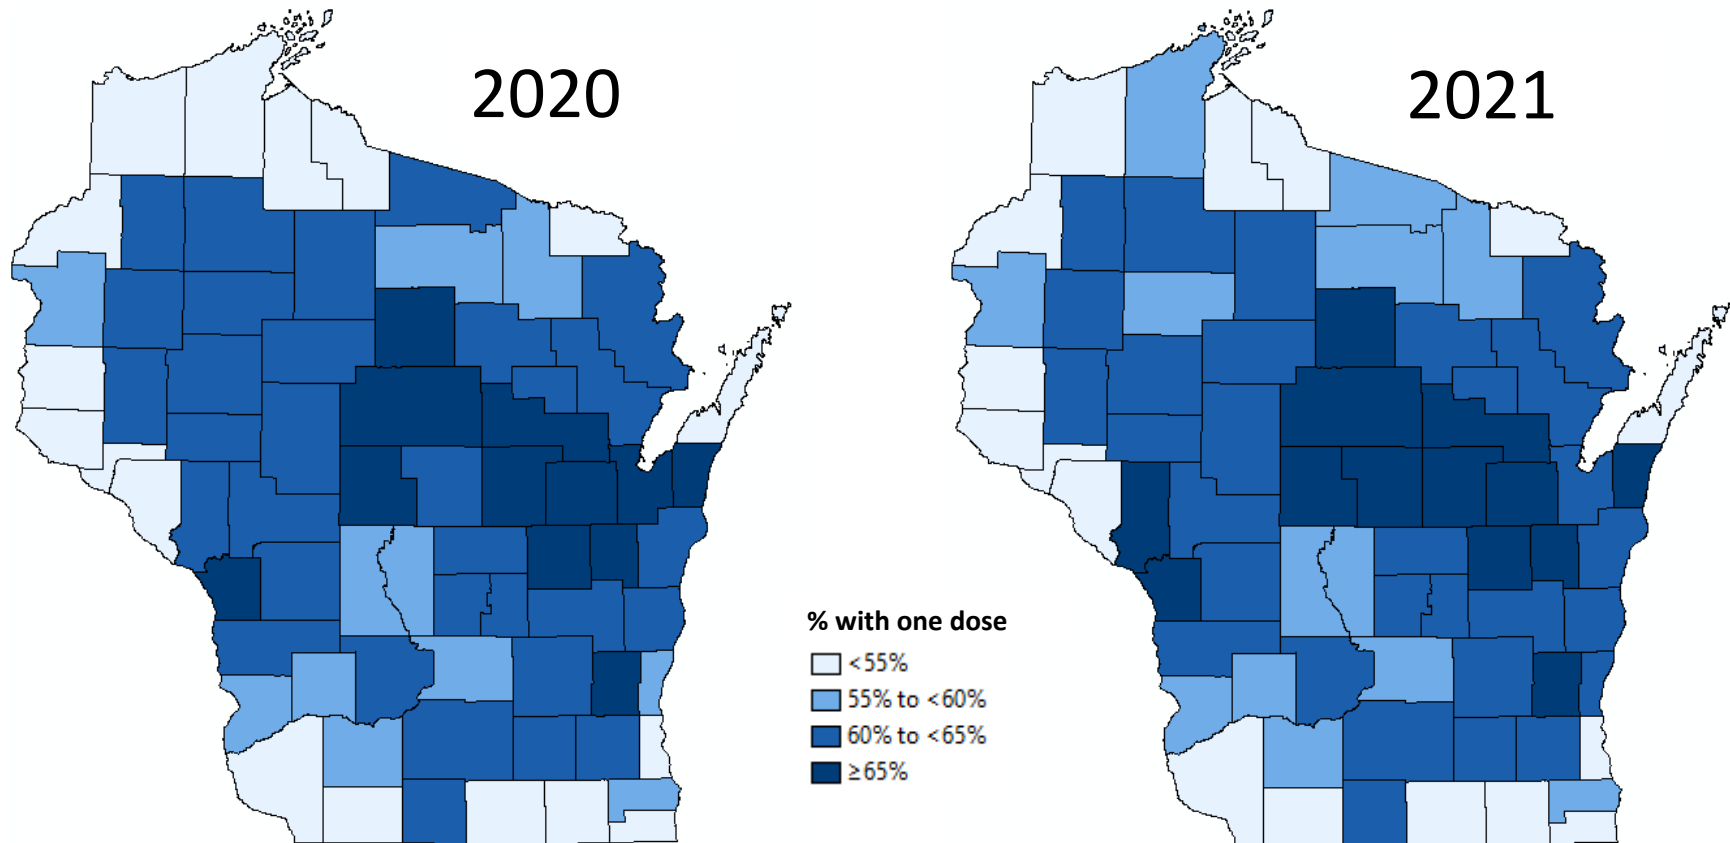 2020
2021
% with one dose
<55%
55% to <60%
60% to <65%
≥65%